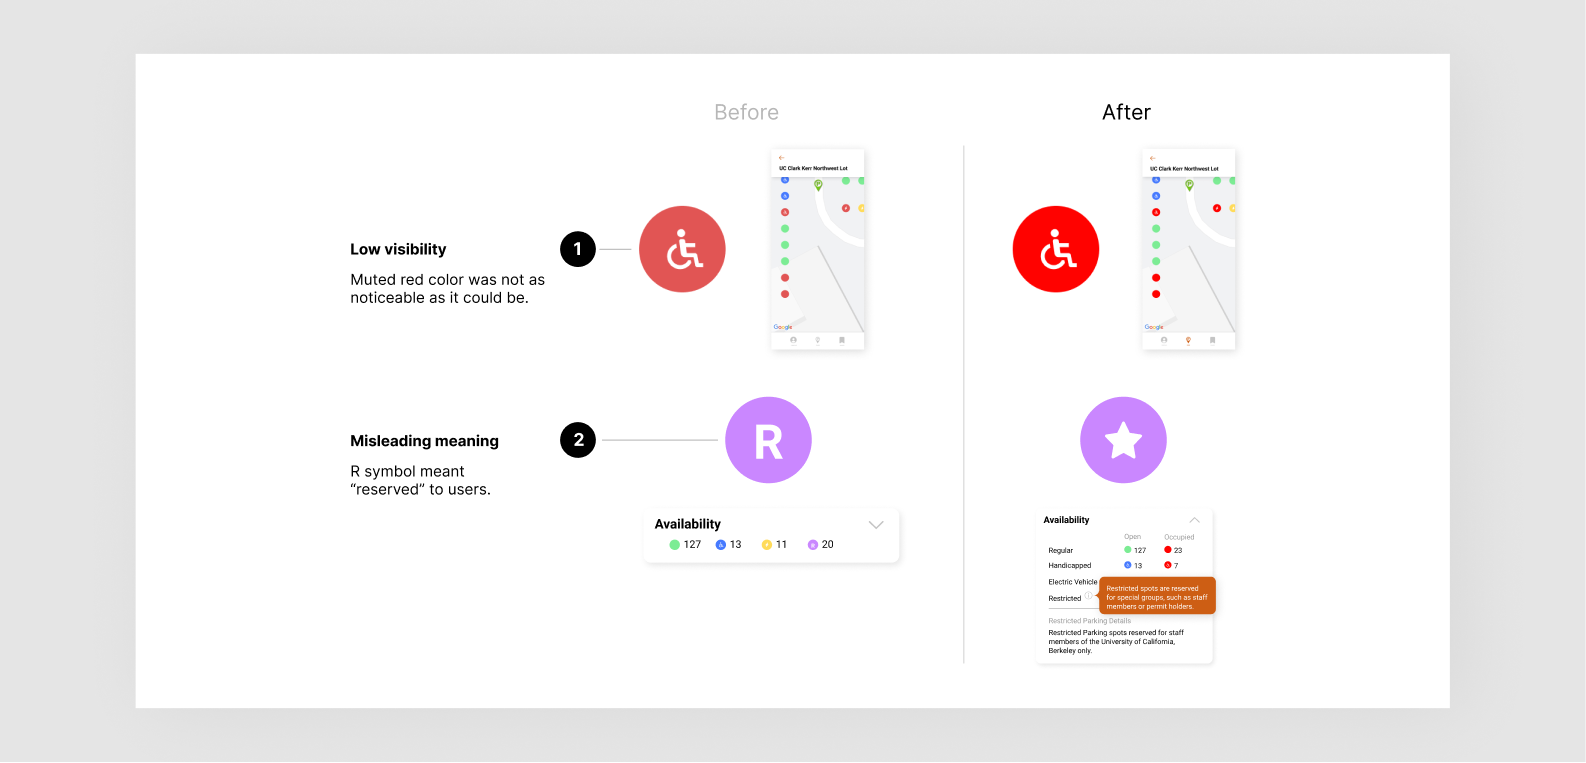 Before
After
UC Clark Kerr Northwest Lot
Google
UC Clark Kerr Northwest Lot
Google
Low visibility
Muted red color was not as
noticeable as it could be.
1
Misleading meaning
R symbol meant
“reserved” to users.
2
R
Availability
127 13 11 20
Availability
Open Occupied
Regular 127 23
Handicapped 13 7
Electric Vehicle
Restricted
Restricted spots are reserved
for special groups, such as staff
members or permit holders.
Restricted Parking Details
Restricted Parking spots reserved for staff
members of the University of California,
Berkeley only.